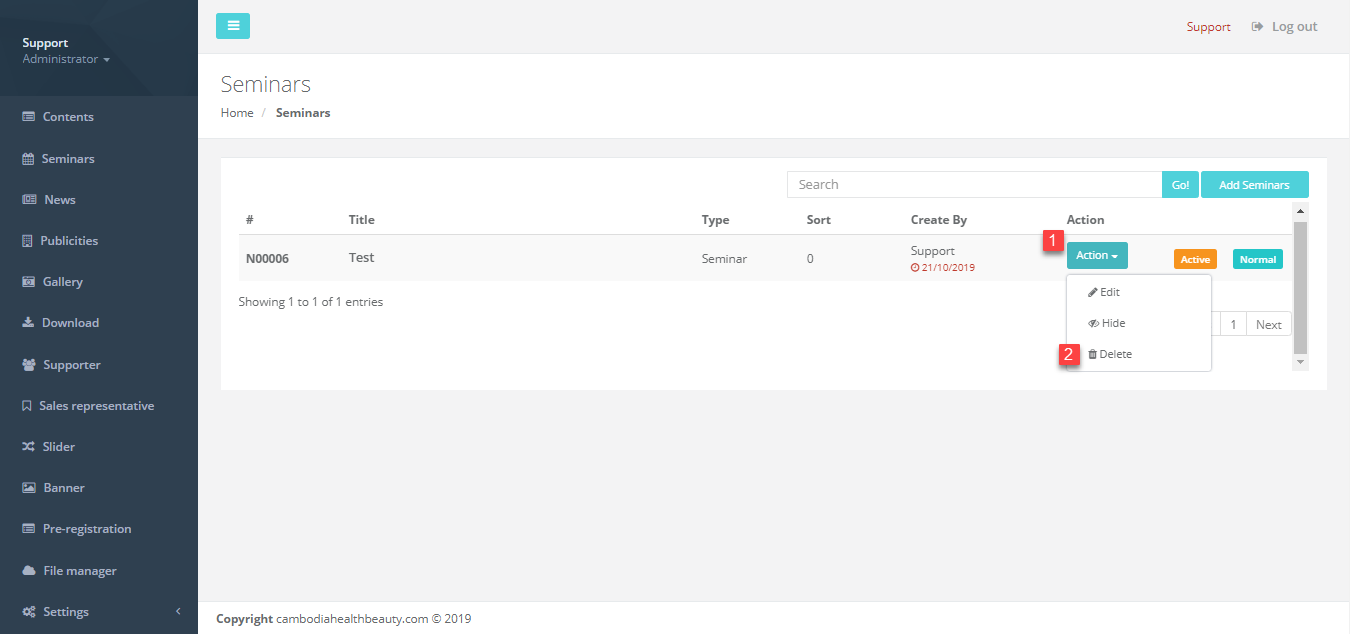 Support
Administrator
Contents
Seminars
News
Publicities
Gallery
Download
Supporter
Sales representative
Slider
Banner
Pre-registration
File manager
Settings
Support Log out
Seminars
Home / Seminars
Search Go! Add Seminars
# Title Type Sort Create By Action
N00006 Test Seminar 0 Support 1 Action Active Normal
21/10/2019
Edit
Showing 1 to 1 of 1 entries
Hide 1 Next
2 Delete
Copyright cambodiahealthbeauty.com © 2019